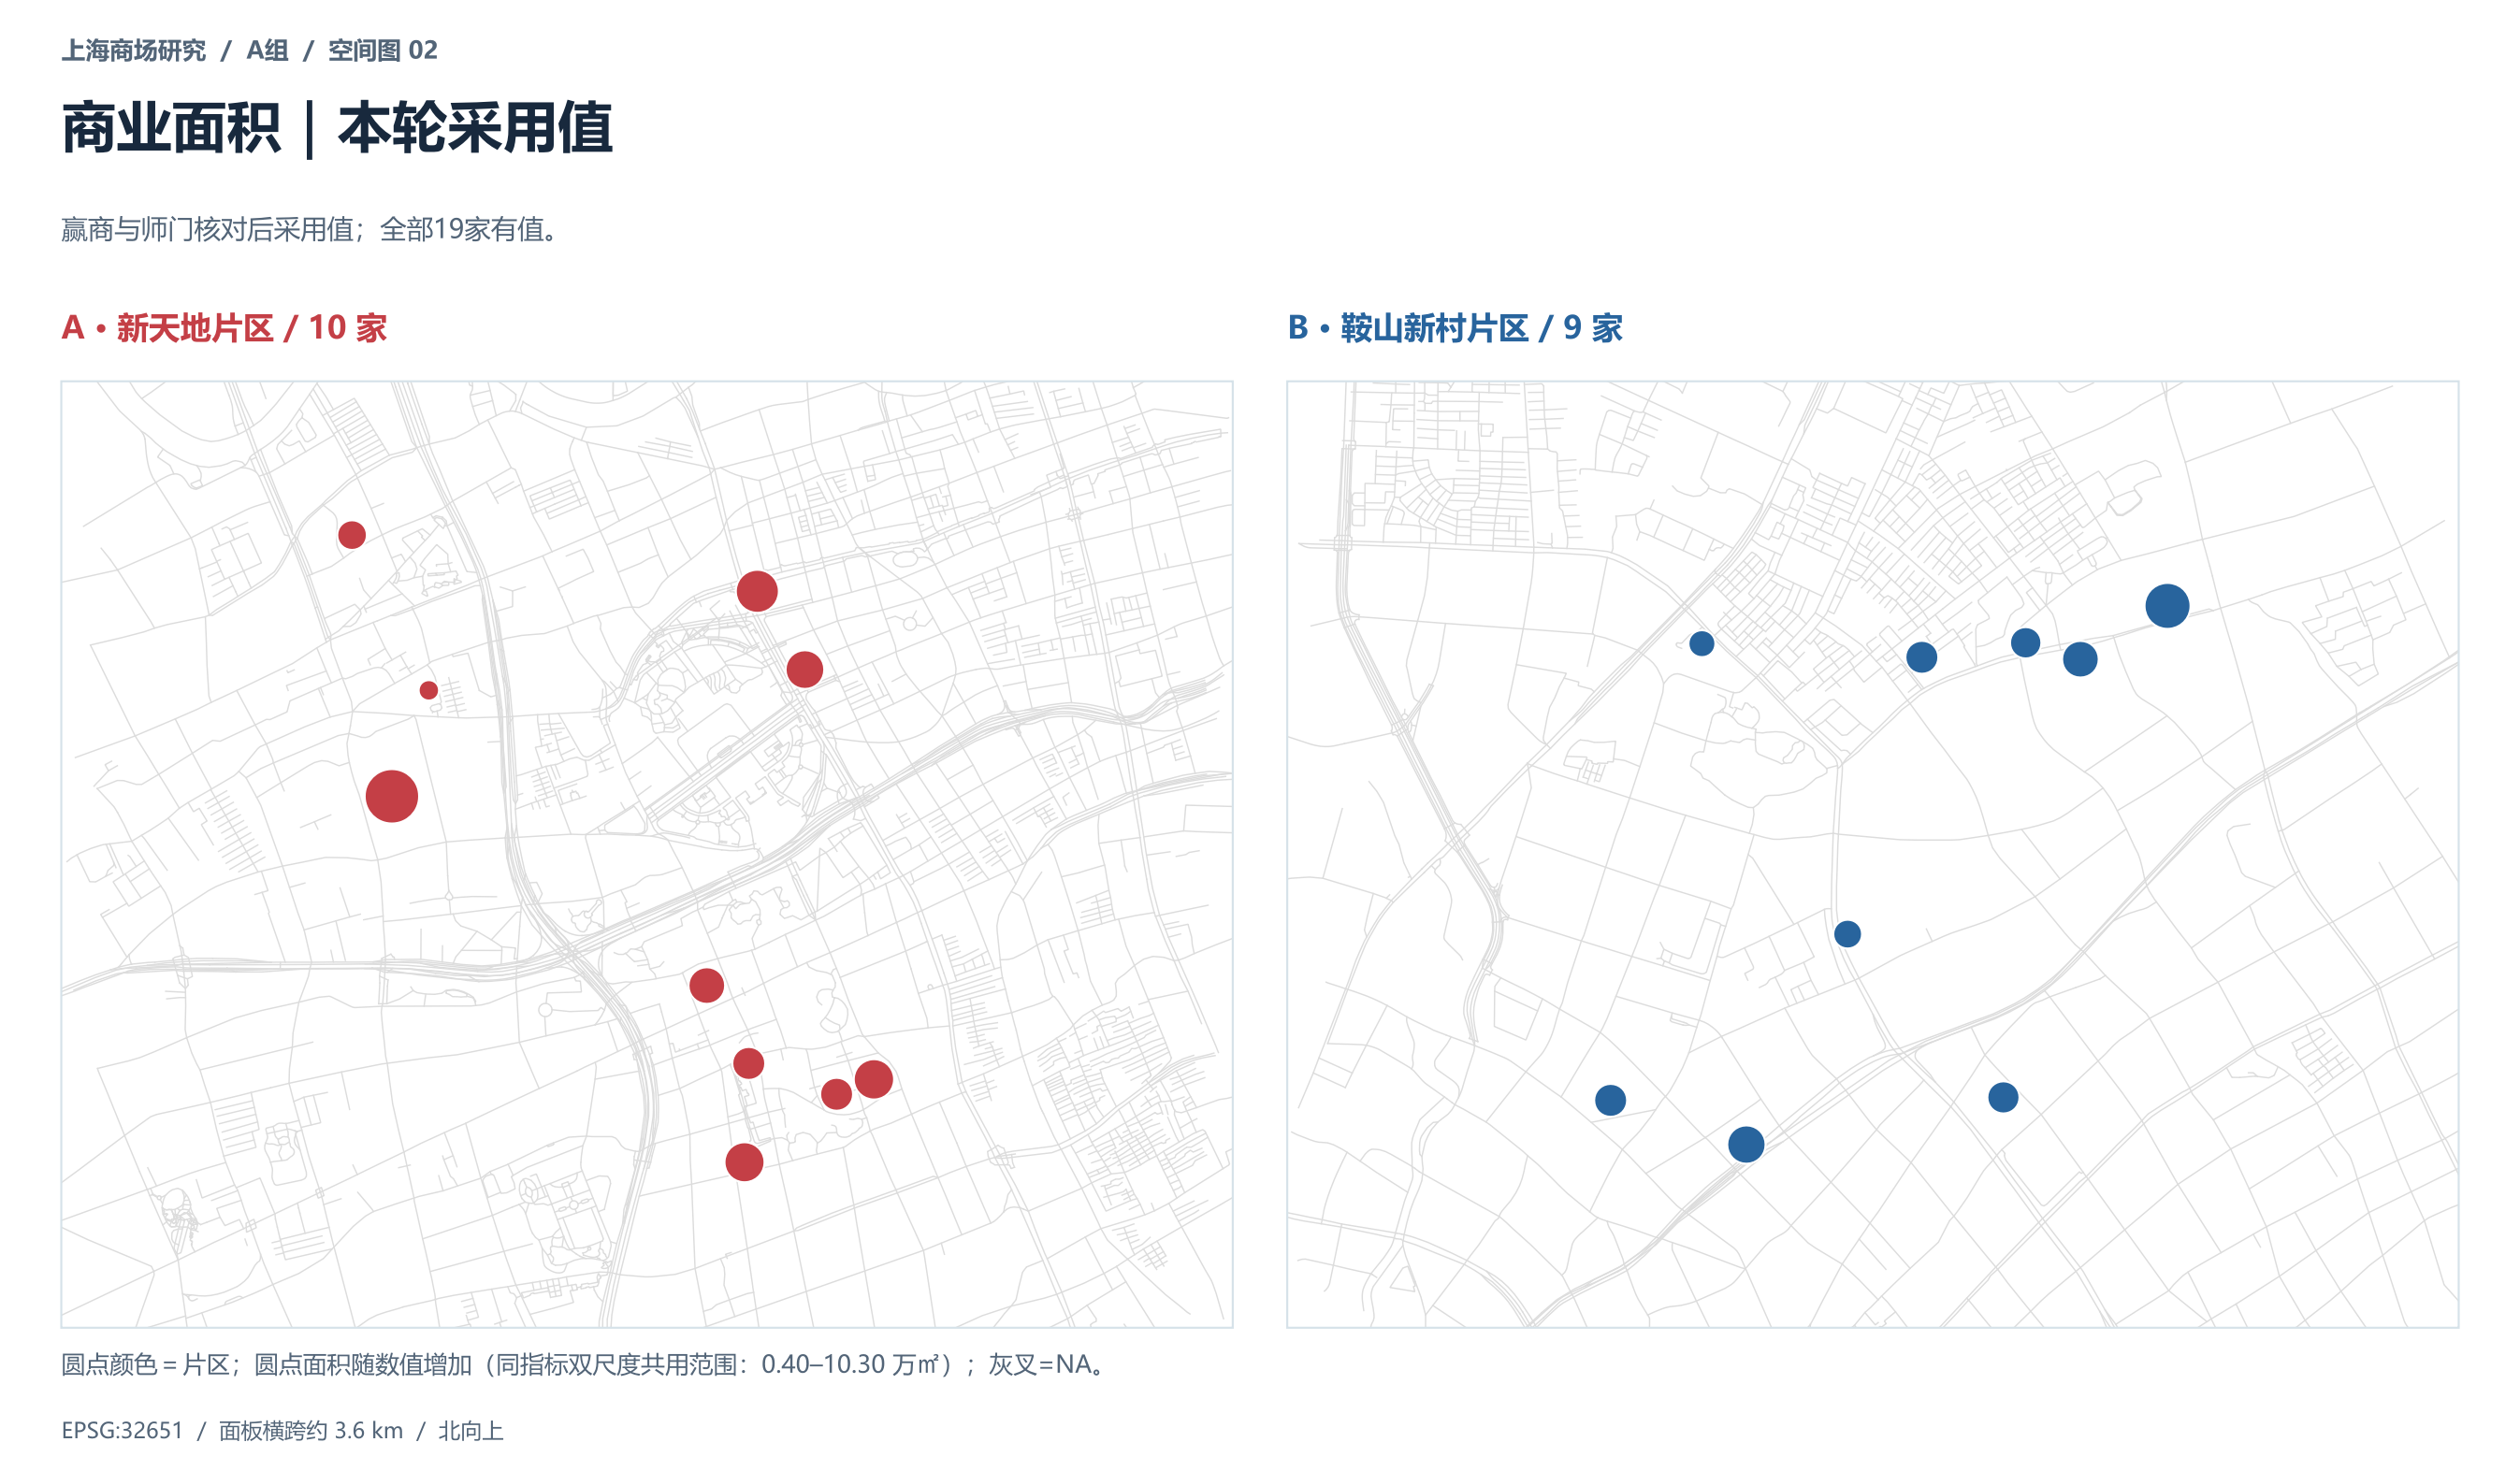 上海商场研究 / A组 / 空间图 02
商业面积 | 本轮采用值
赢商与师门核对后采用值；全部19家有值。
A · 新天地片区 / 10 家
B · 鞍山新村片区 / 9 家
圆点颜色 = 片区；圆点面积随数值增加（同指标双尺度共用范围：0.40–10.30 万㎡）；灰叉=NA。
EPSG:32651 / 面板横跨约 3.6 km / 北向上